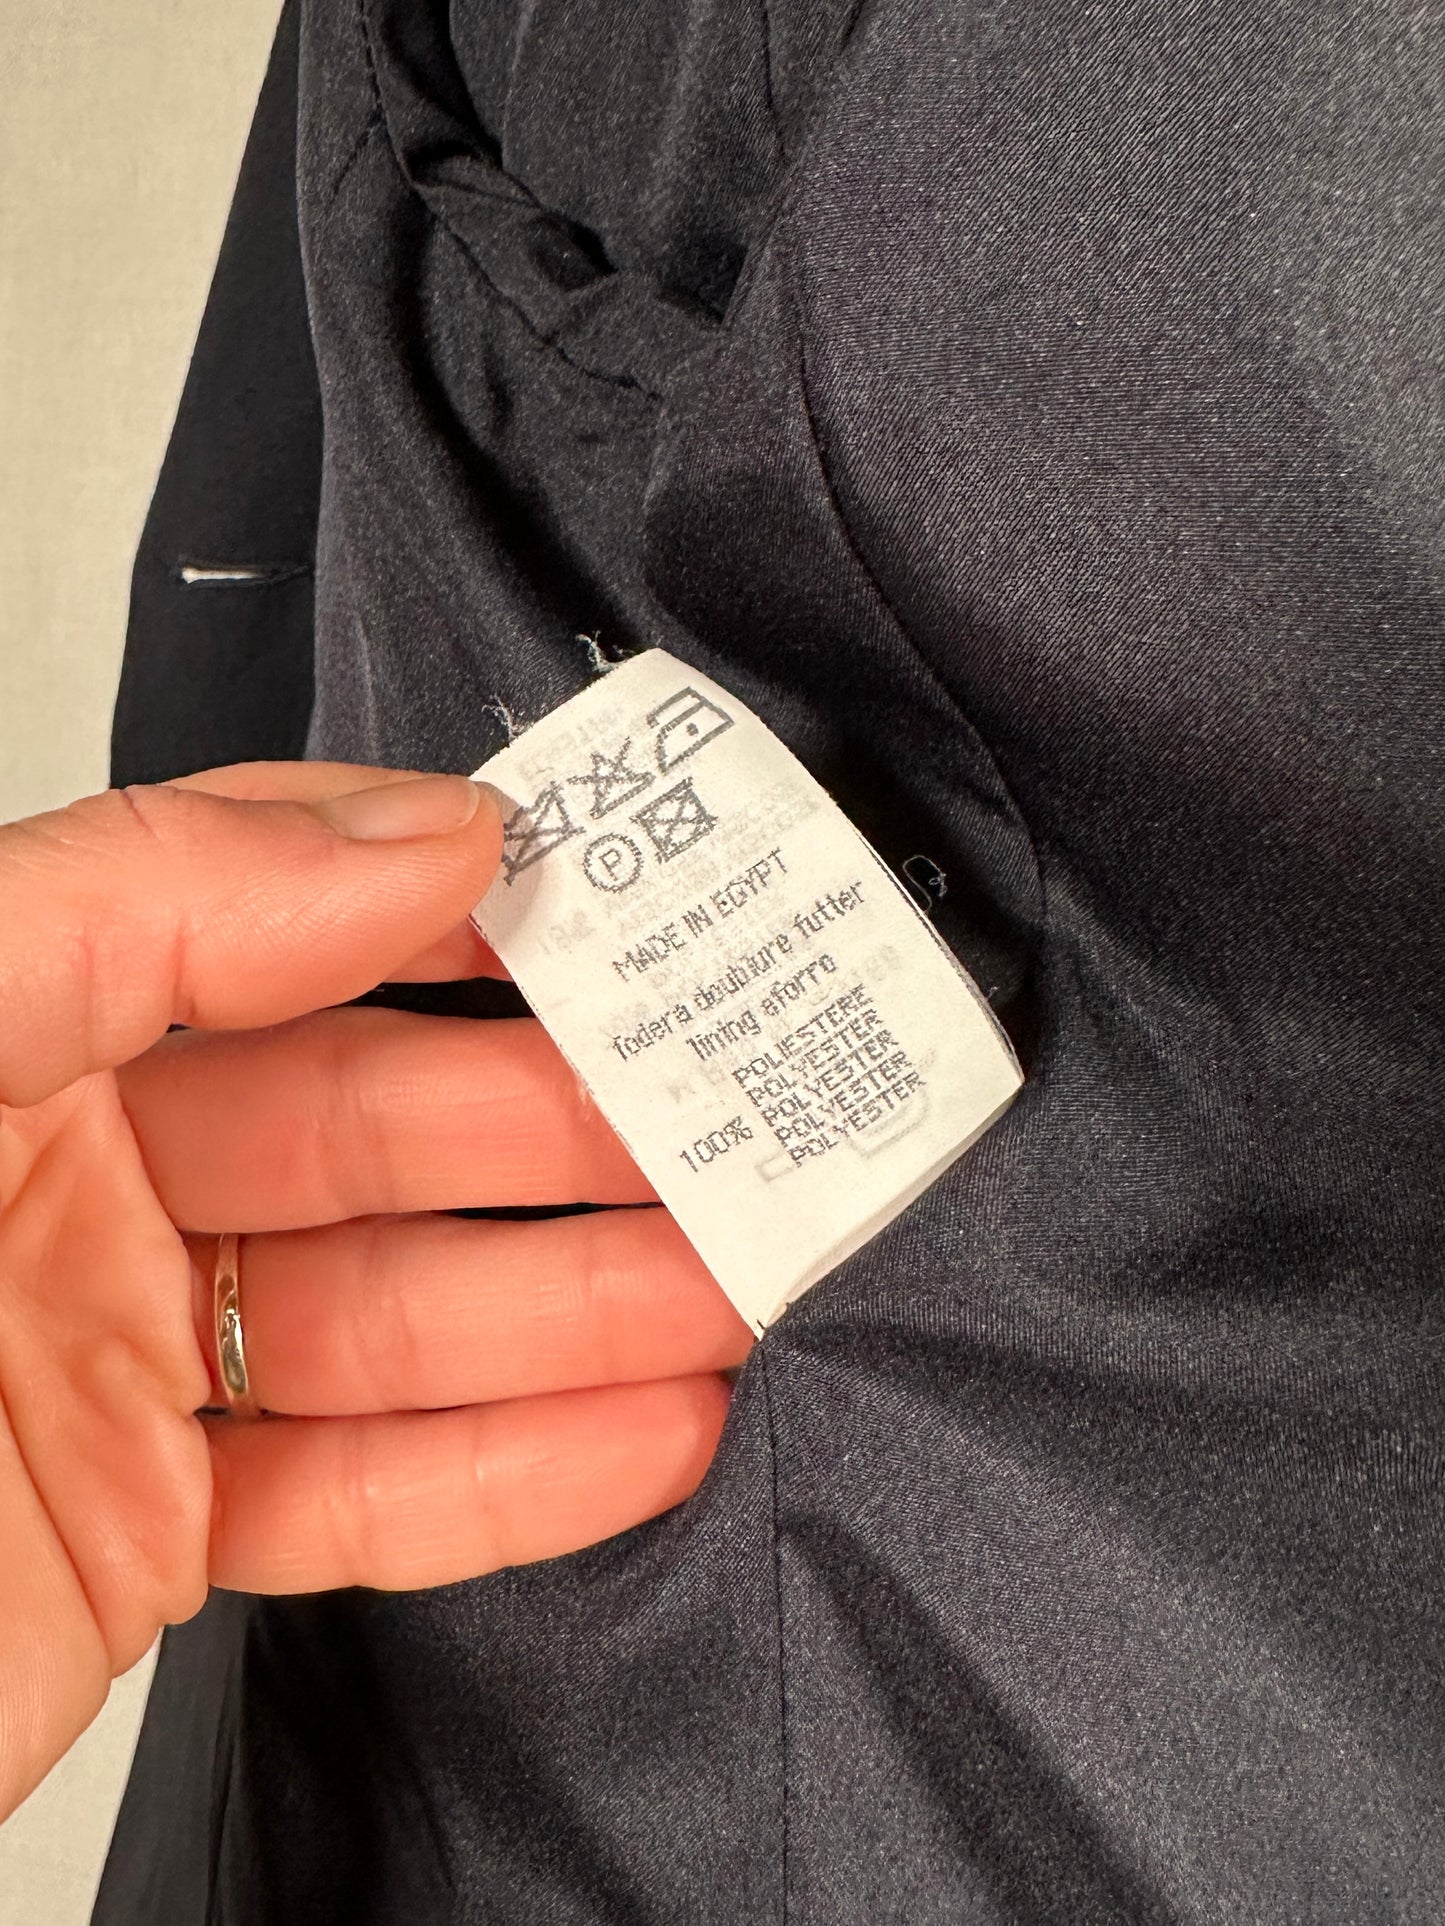 P
MADE IN EGYPT
fodera doublure futter
lining aforro
POLIESTERE
POLYESTER
100% POLYESTER
POLYESTER
POLYESTER